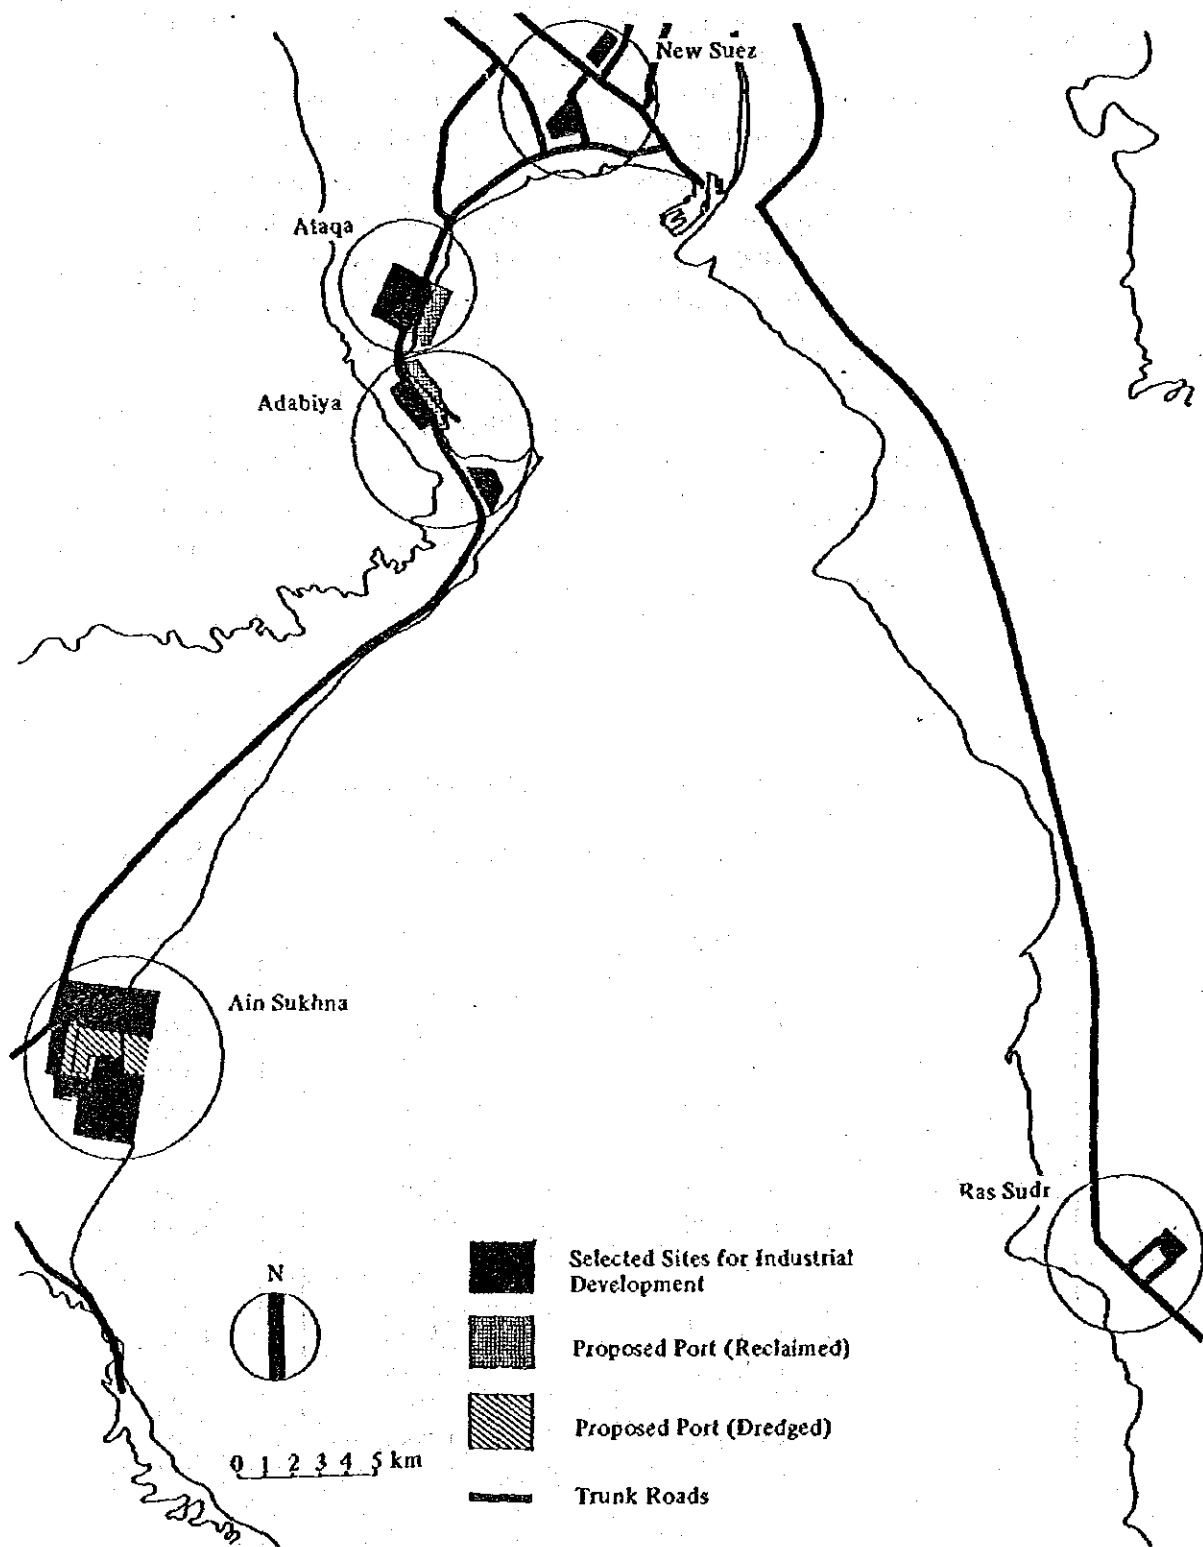 New Suez
Ataqa
Adabiya
Ain Sukhna
Ras Sudr
N
0 1 2 3 4 5 km
Selected Sites for Industrial
Development
Proposed Port (Reclaimed)
Proposed Port (Dredged)
Trunk Roads